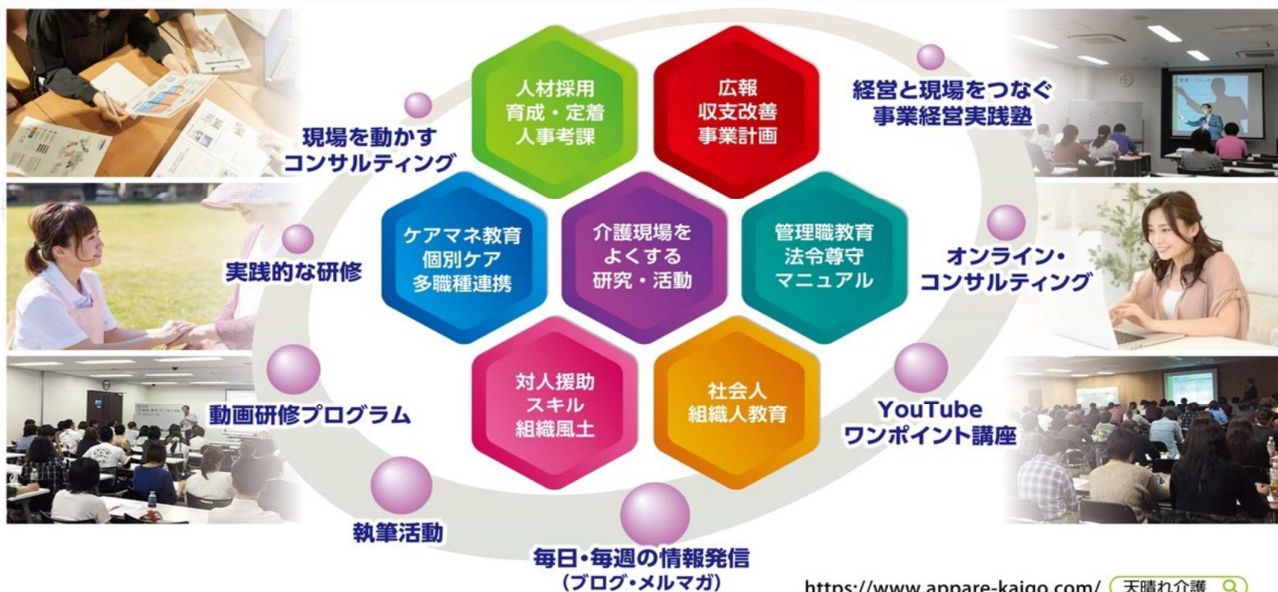 人材採用
育成・定着
人事考課
広報
収支改善
事業計画
経営と現場をつなぐ
事業経営実践塾
現場を動かす
コンサルティング
ケアマネ教育
個別ケア
多職種連携
介護現場を
よくする
研究・活動
管理職教育
法令尊守
マニュアル
実践的な研修
オンライン・
コンサルティング
対人援助
スキル
組織風土
社会人
組織人教育
動画研修プログラム
YouTube
ワンポイント講座
執筆活動
毎日・毎週の情報発信
(ブログ・メルマガ)
https://www.appare-kaigo.com/ 天晴れ介護